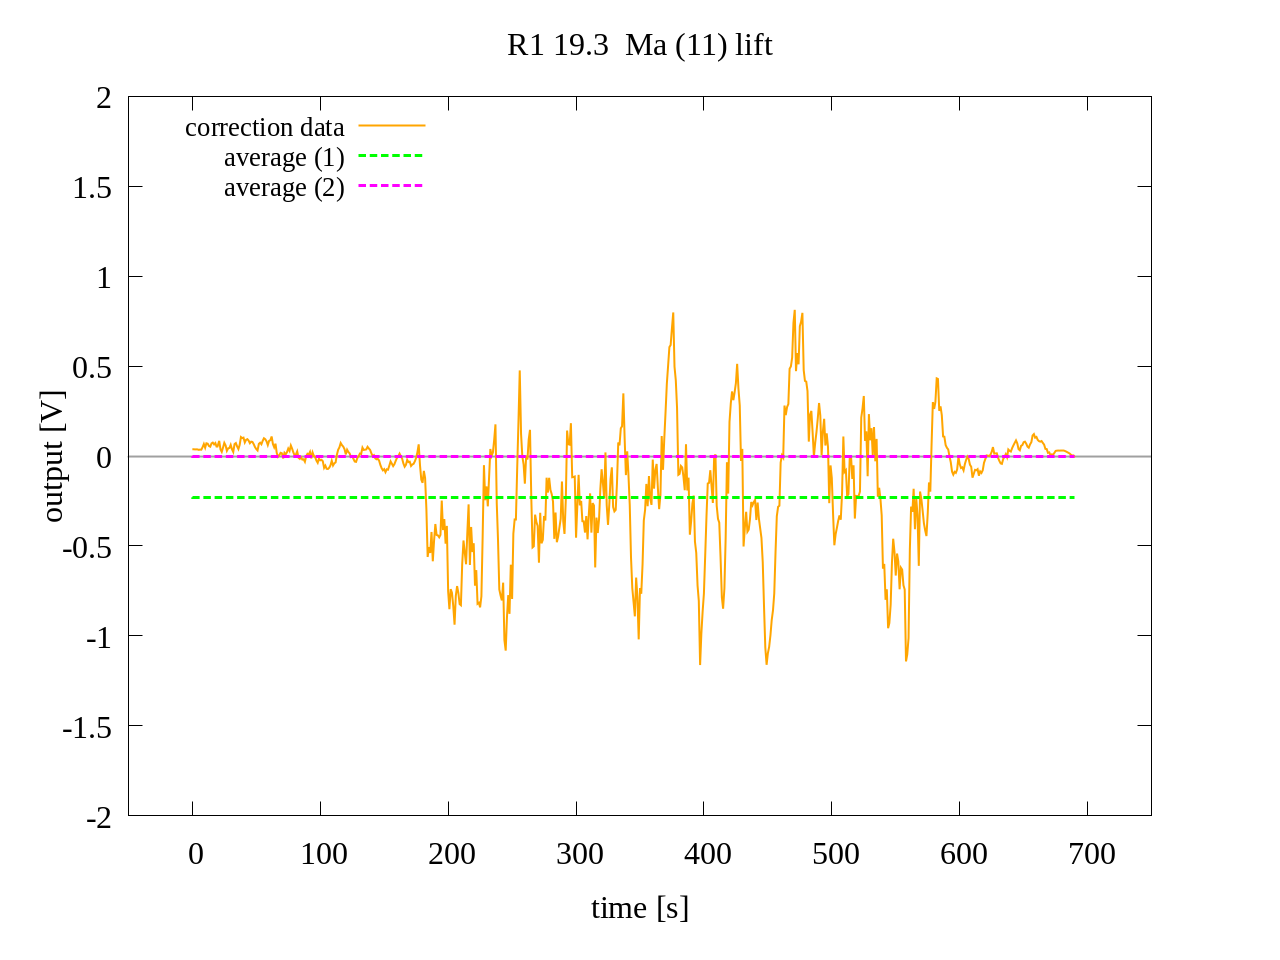 R1 19.3  Ma (11) lift
correction data
average (1)
average (2)
2
1.5
1
0.5
0
-0.5
-1
-1.5
-2
output [V]
0 100 200 300 400 500 600 700
time [s]